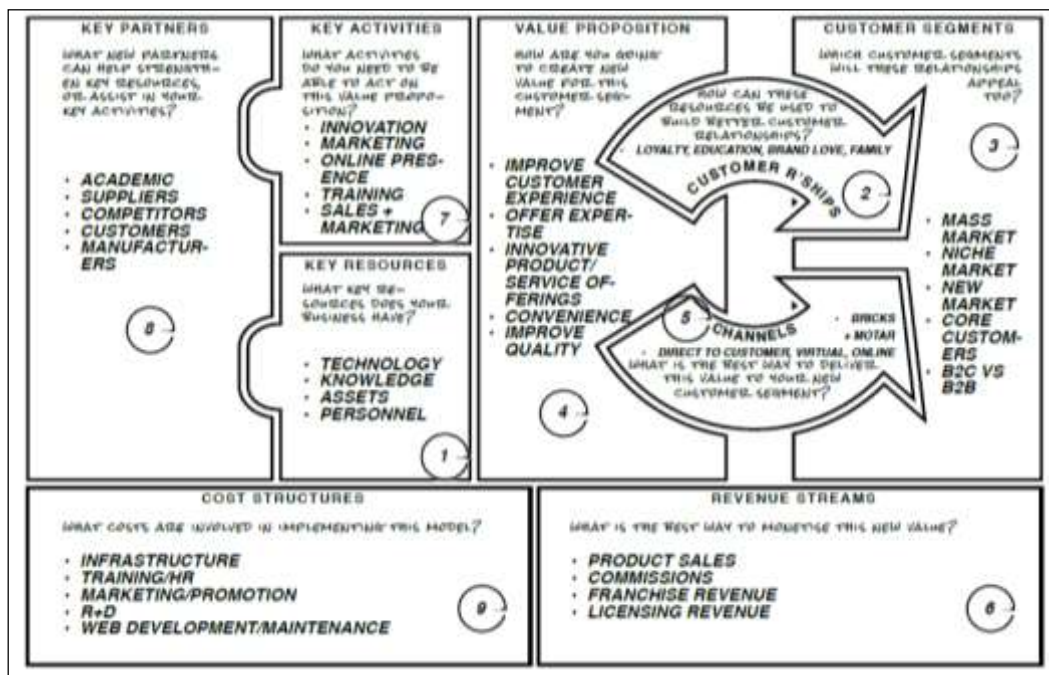 KEY PARTNERS
WHAT NEW PARTNERS
CAN HELP STRENGTH-
EN KEY RESOURCES,
OR ASSIST IN YOUR
KEY ACTIVITIES?
• ACADEMIC
• SUPPLIERS
• COMPETITORS
• CUSTOMERS
• MANUFACTUR-
ERS
8
KEY ACTIVITIES
WHAT ACTIVITIES
DO YOU NEED TO BE
ABLE TO ACT ON
THIS VALUE PROPO-
SITION?
• INNOVATION
• MARKETING
• ONLINE PRES-
ENCE
• TRAINING
• SALES +
MARKETING
7
KEY RESOURCES
WHAT KEY RE-
SOURCES DOES YOUR
BUSINESS HAVE?
• TECHNOLOGY
• KNOWLEDGE
• ASSETS
• PERSONNEL
1
VALUE PROPOSITION
HOW ARE YOU GOING
TO CREATE NEW
VALUE FOR THIS
CUSTOMER SEG-
MENT?
• IMPROVE
CUSTOMER
EXPERIENCE
• OFFER EXPER-
TISE
• INNOVATIVE
PRODUCT/
SERVICE OF-
FERINGS
• CONVENIENCE
• IMPROVE
QUALITY
4
HOW CAN THESE
RESOURCES BE USED TO
BUILD BETTER CUSTOMER
RELATIONSHIPS?
• LOYALTY, EDUCATION, BRAND LOVE, FAMILY
CUSTOMER R'SHIPS
2
5
CHANNELS
• BRICKS
+ MOTAR
• DIRECT TO CUSTOMER, VIRTUAL, ONLINE
WHAT IS THE BEST WAY TO DELIVER
THIS VALUE TO YOUR NEW
CUSTOMER SEGMENT?
CUSTOMER SEGMENTS
WHICH CUSTOMER SEGMENTS
WILL THESE RELATIONSHIPS
APPEAL
TOO?
3
• MASS
MARKET
• NICHE
MARKET
• NEW
MARKET
• CORE
CUSTOM-
ERS
• B2C VS
B2B
COST STRUCTURES
WHAT COSTS ARE INVOLVED IN IMPLEMENTING THIS MODEL?
• INFRASTRUCTURE
• TRAINING/HR
• MARKETING/PROMOTION
• R+D
• WEB DEVELOPMENT/MAINTENANCE
9
REVENUE STREAMS
WHAT IS THE BEST WAY TO MONETISE THIS NEW VALUE?
• PRODUCT SALES
• COMMISSIONS
• FRANCHISE REVENUE
• LICENSING REVENUE
6